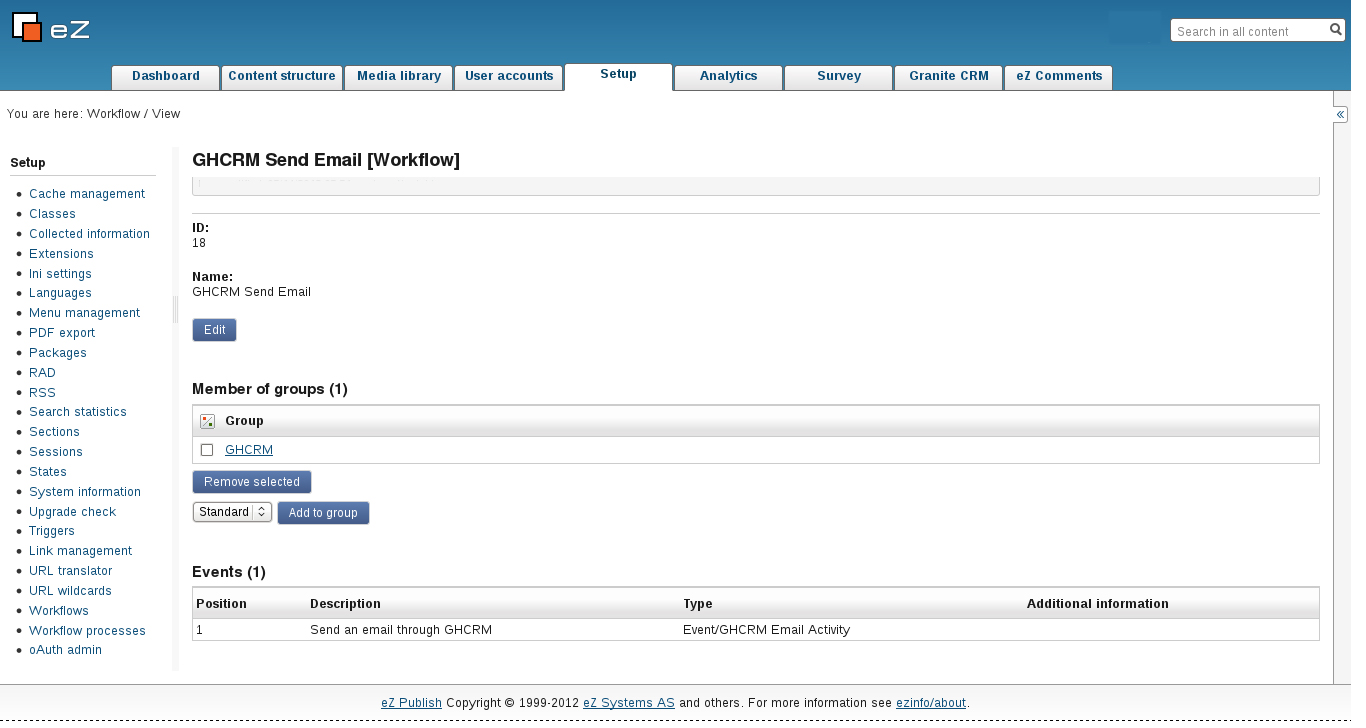 eZ
Search in all content
Dashboard Content structure Media library User accounts Setup Analytics Survey Granite CRM eZ Comments
You are here: Workflow / View
«
Setup
Cache management
Classes
Collected information
Extensions
Ini settings
Languages
Menu management
PDF export
Packages
RAD
RSS
Search statistics
Sections
Sessions
States
System information
Upgrade check
Triggers
Link management
URL translator
URL wildcards
Workflows
Workflow processes
oAuth admin
GHCRM Send Email [Workflow]
ID:
18
Name:
GHCRM Send Email
Edit
Member of groups (1)
Group
GHCRM
Remove selected
Standard Add to group
Events (1)
Position Description Type Additional information
1 Send an email through GHCRM Event/GHCRM Email Activity
eZ Publish Copyright © 1999-2012 eZ Systems AS and others. For more information see ezinfo/about.